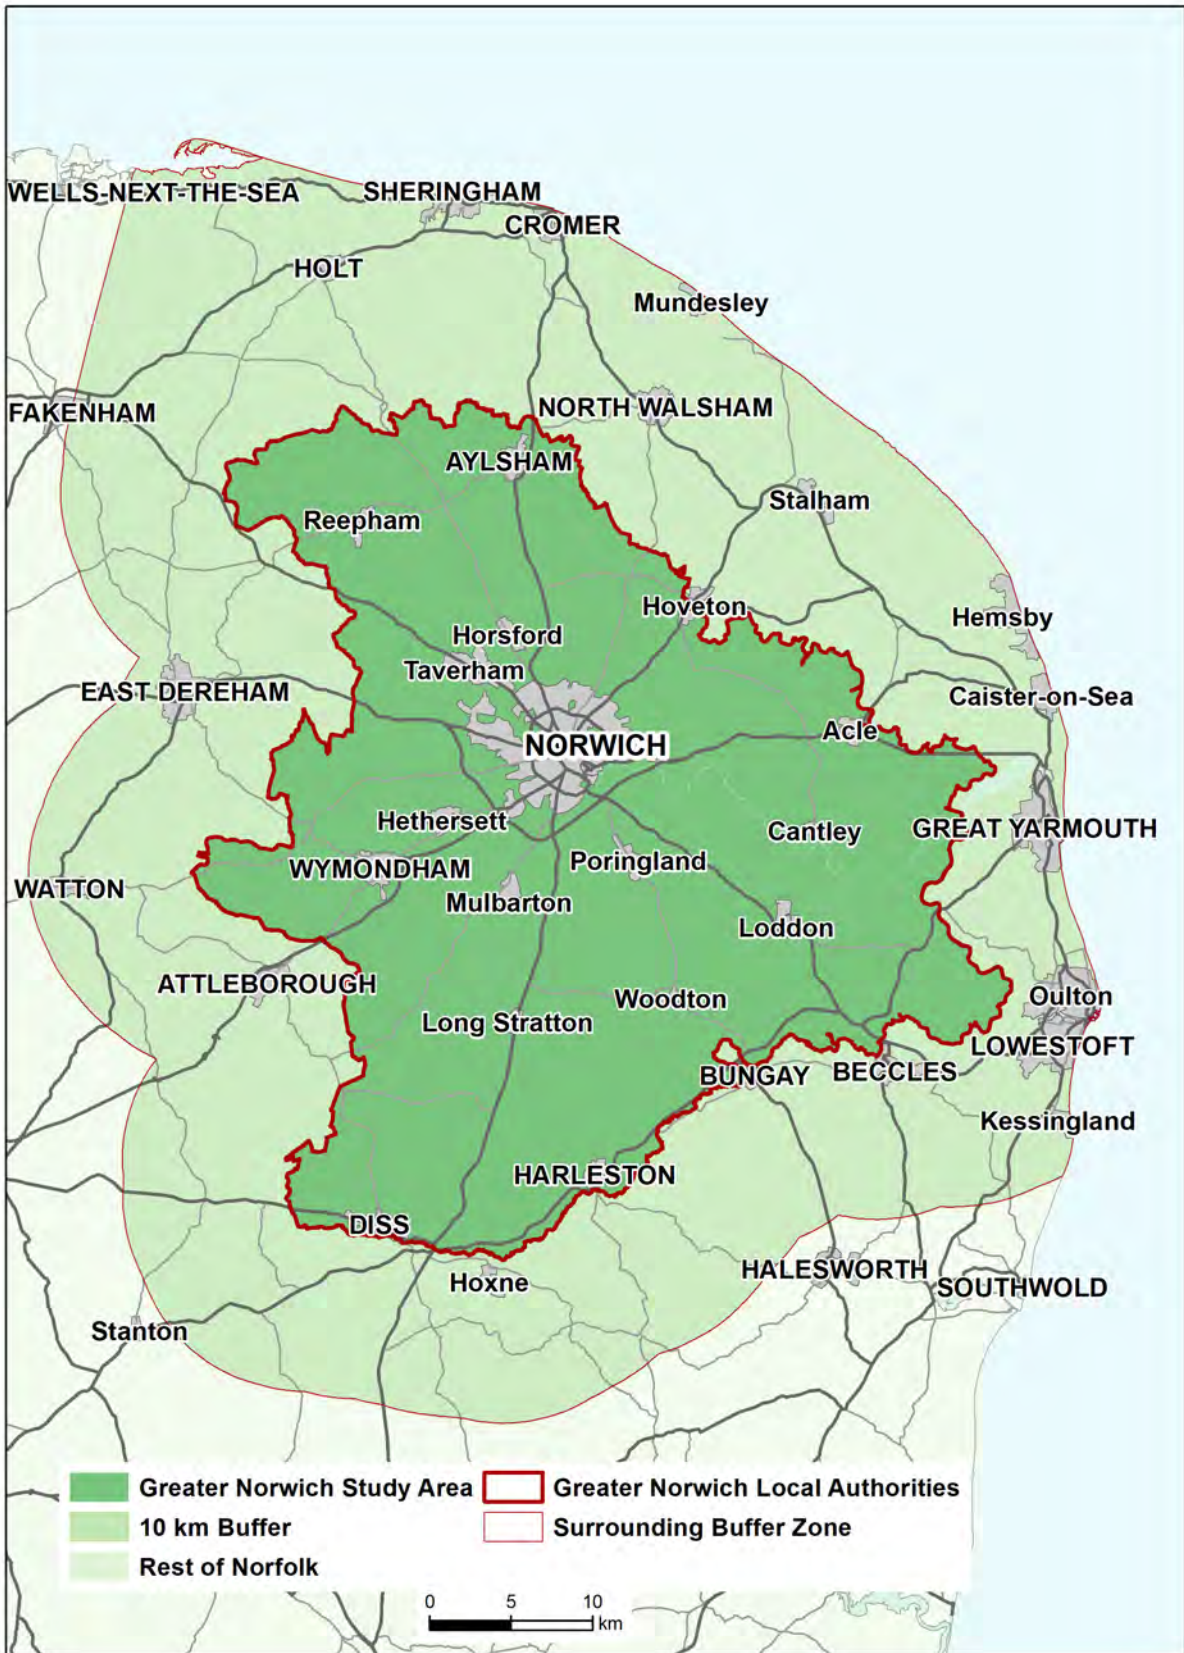 WELLS-NEXT-THE-SEA
SHERINGHAM
CROMER
HOLT
Mundesley
FAKENHAM
NORTH WALSHAM
AYLSHAM
Stalham
Reepham
Hoveton
Hemsby
Horsford
Taverham
EAST DEREHAM
Caister-on-Sea
Acle
NORWICH
Hethersett
Cantley
GREAT YARMOUTH
Poringland
WYMONDHAM
WATTON
Mulbarton
Loddon
ATTLEBOROUGH
Woodton
Oulton
Long Stratton
LOWESTOFT
BUNGAY
BECCLES
Kessingland
HARLESTON
DISS
HALESWORTH
Hoxne
SOUTHWOLD
Stanton
Greater Norwich Study Area
Greater Norwich Local Authorities
10 km Buffer
Surrounding Buffer Zone
Rest of Norfolk
0 5 10
km